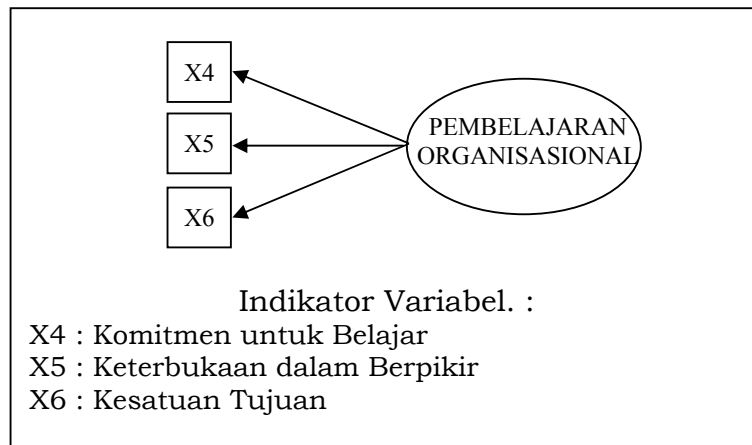 X4
X5
X6
PEMBELAJARAN
ORGANISASIONAL
Indikator Variabel. :
X4 : Komitmen untuk Belajar
X5 : Keterbukaan dalam Berpikir
X6 : Kesatuan Tujuan